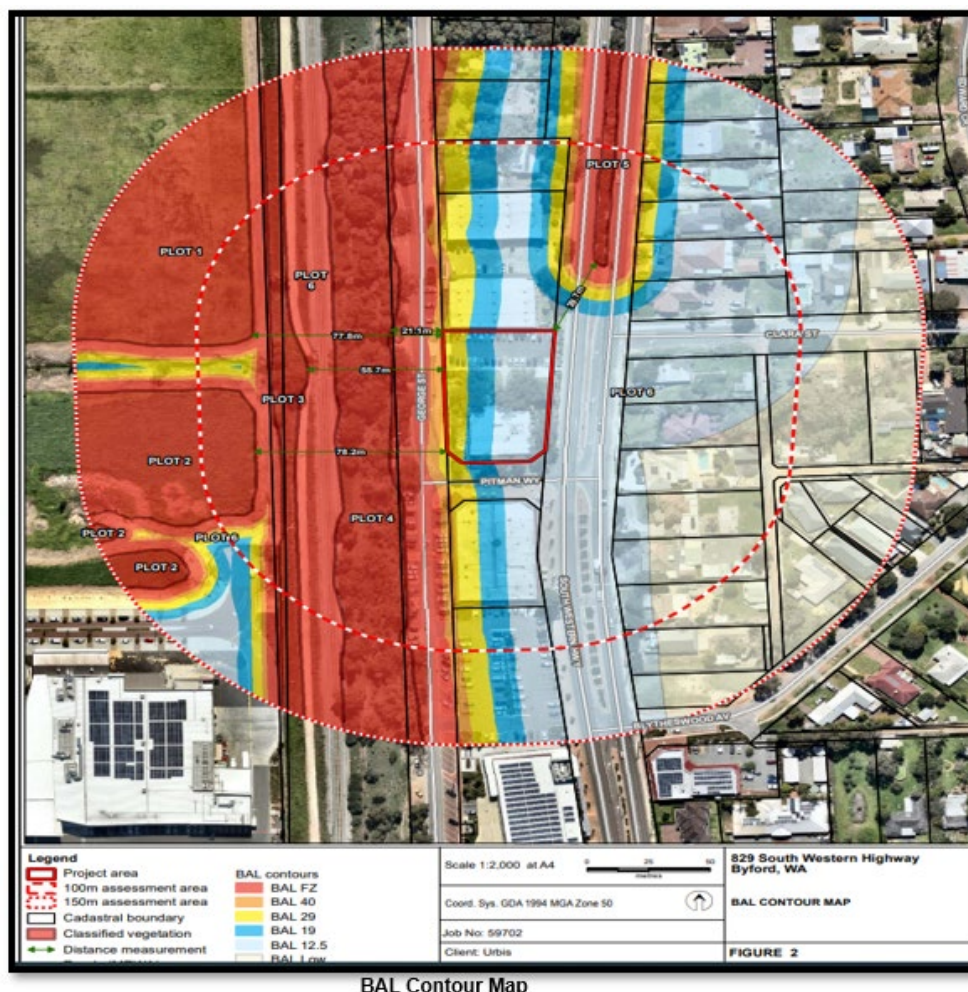 PLOT 5
PLOT 1
PLOT
6
77.8m
21.1m
CLARA ST
55.7m
GEORGE ST
PLOT 3
PLOT 6
78.2m
PLOT 2
PITMAN WY
PLOT 4
PLOT 2
PLOT 6
PLOT 2
BLYTHESWOOD AV
Legend
Project area
100m assessment area
150m assessment area
Cadastral boundary
Classified vegetation
Distance measurement
BAL contours
BAL FZ
BAL 40
BAL 29
BAL 19
BAL 12.5
BAL Low
Scale 1:2,000 at A4
0 25 50
metres
Coord. Sys. GDA 1994 MGA Zone 50
Job No: 59702
Client: Urbis
829 South Western Highway
Byford, WA
BAL CONTOUR MAP
FIGURE 2
BAL Contour Map